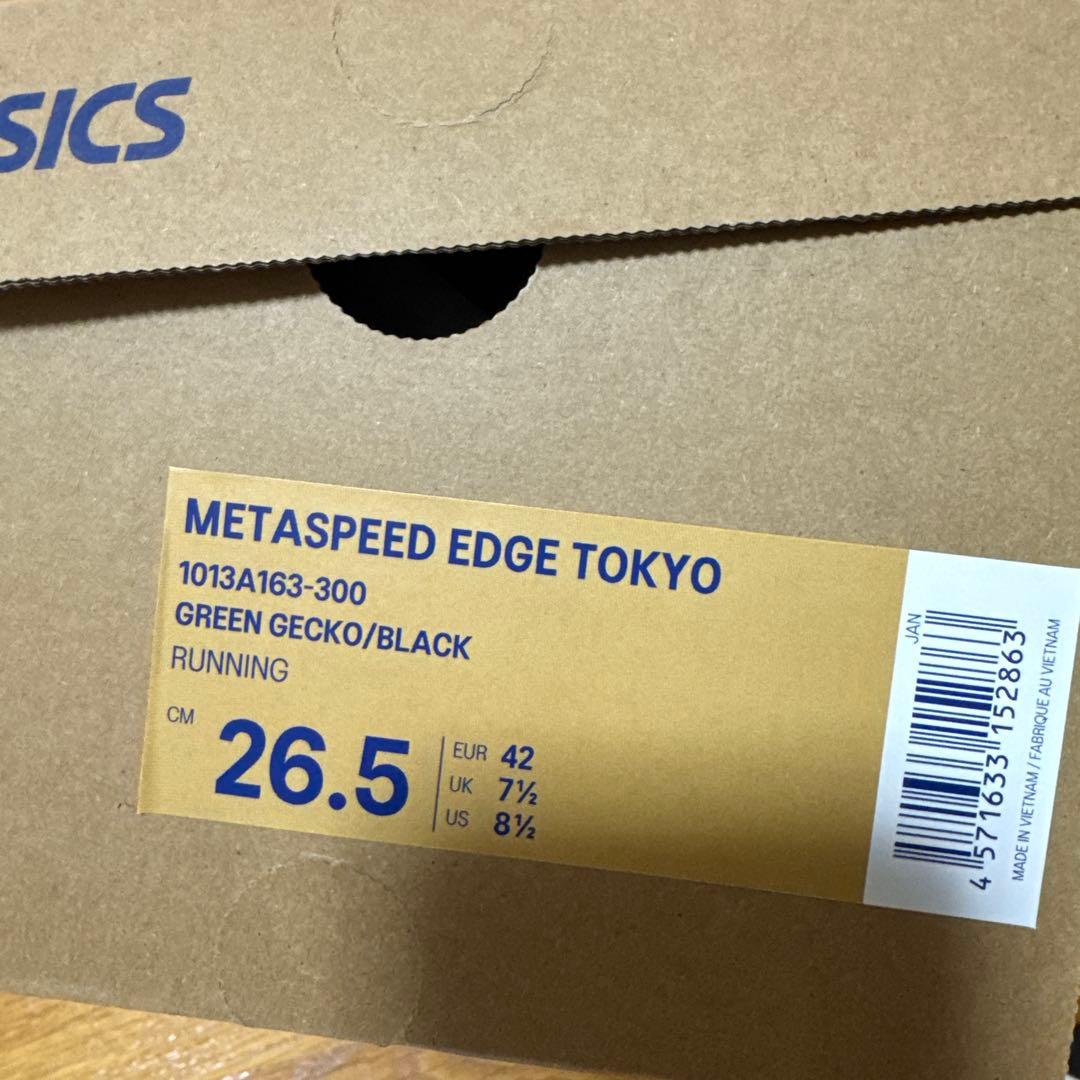 SICS
METASPEED EDGE TOKYO
1013A163-300
GREEN GECKO/BLACK
RUNNING
CM 26.5
EUR 42
UK 7½
US 8½
JAN
4 571633 152863
MADE IN VIETNAM / FABRIQUE AU VIETNAM